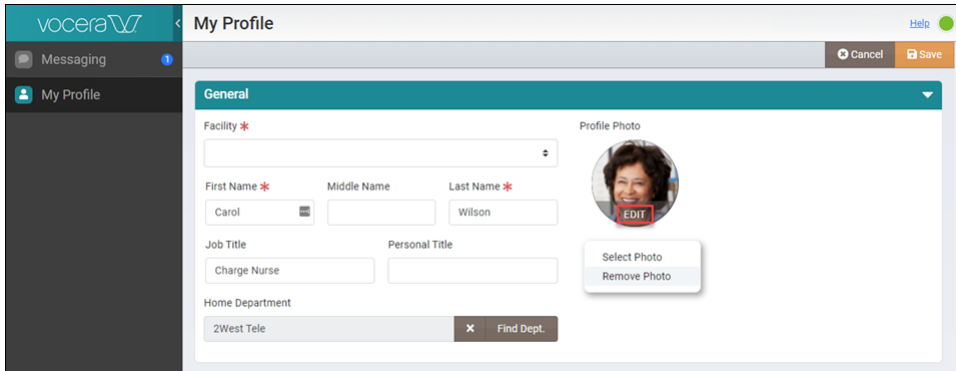 vocera
My Profile
Help
Messaging 1
My Profile
Cancel Save
General
Facility *
Profile Photo
First Name * Middle Name Last Name *
Carol Wilson
EDIT
Job Title Personal Title
Charge Nurse
Select Photo
Remove Photo
Home Department
2West Tele × Find Dept.